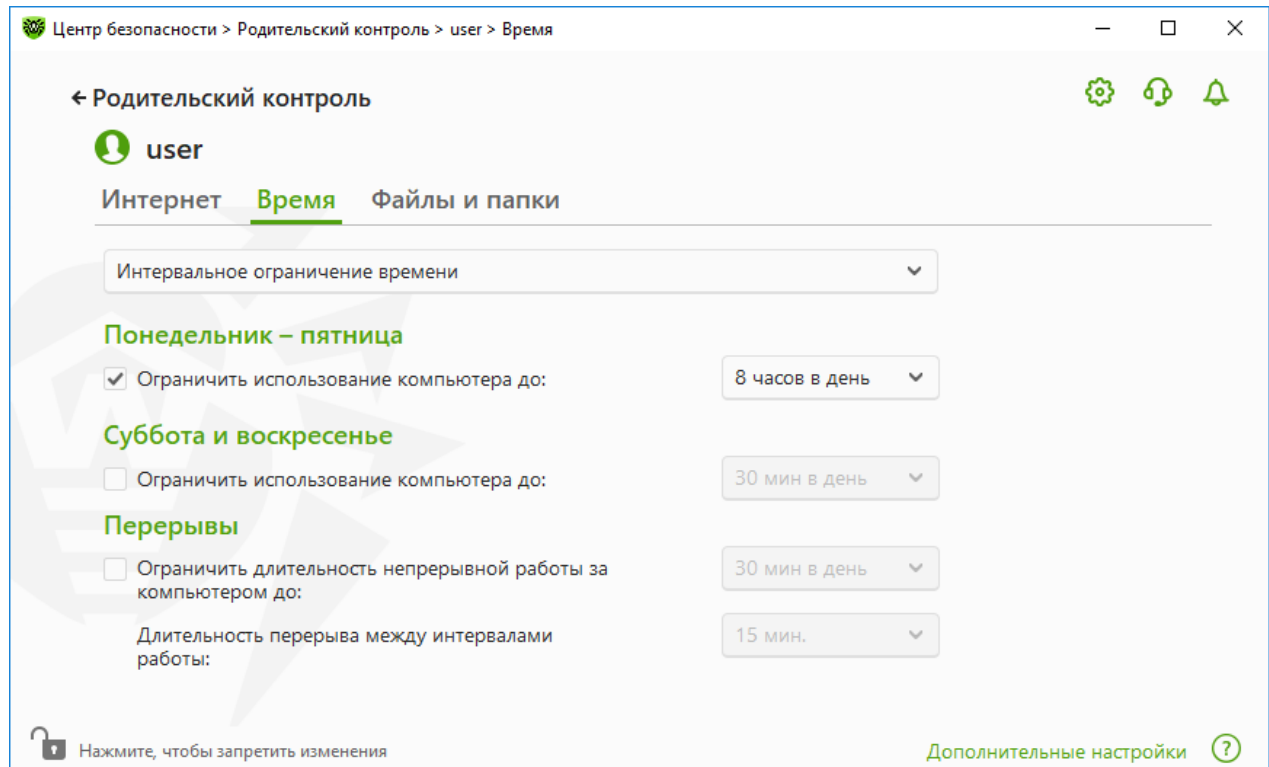 Центр безопасности > Родительский контроль > user > Время
Родительский контроль
user
Интернет Время Файлы и папки
Интервальное ограничение времени
Понедельник – пятница
Ограничить использование компьютера до: 8 часов в день
Суббота и воскресенье
Ограничить использование компьютера до: 30 мин в день
Перерывы
Ограничить длительность непрерывной работы за 30 мин в день
компьютером до:
Длительность перерыва между интервалами 15 мин.
работы:
Нажмите, чтобы запретить изменения Дополнительные настройки ?